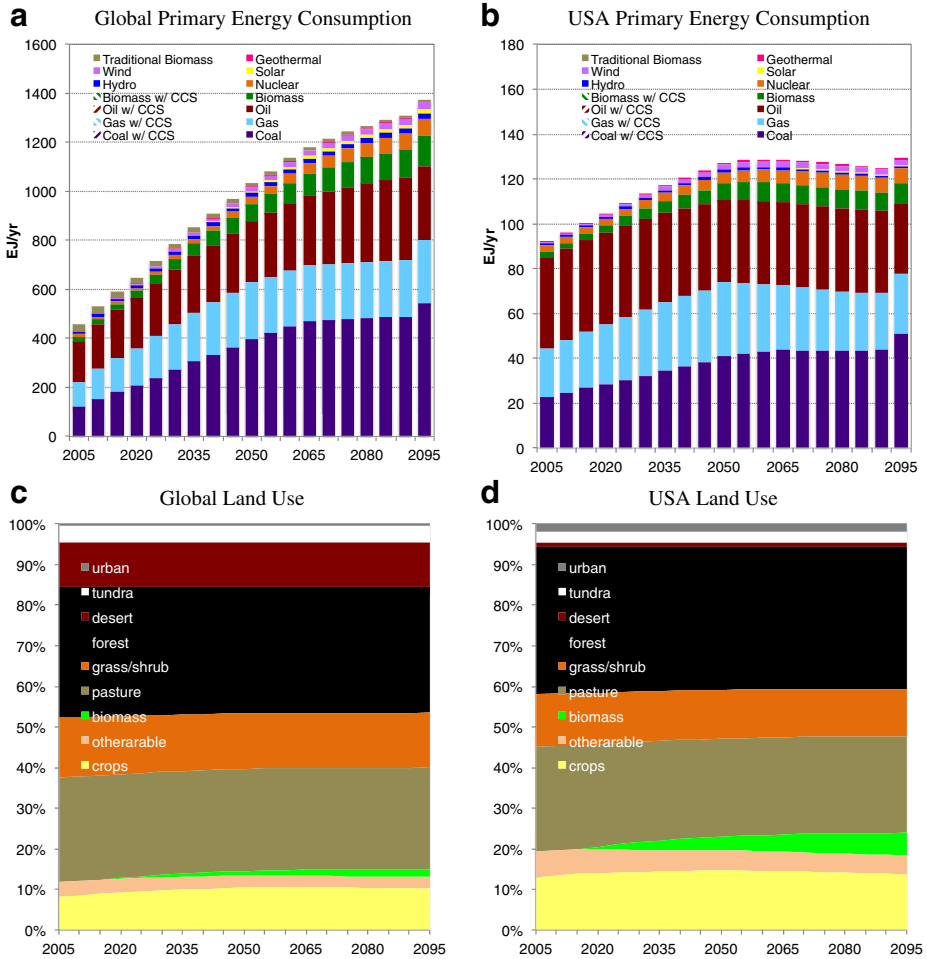 a Global Primary Energy Consumption
1600
1400
1200
1000
800
600
400
200
0
EJ/yr
Traditional Biomass Geothermal
Wind Solar
Hydro Nuclear
Biomass w/ CCS Biomass
Oil w/ CCS Oil
Gas w/ CCS Gas
Coal w/ CCS Coal
2005 2020 2035 2050 2065 2080 2095
b USA Primary Energy Consumption
180
160
140
120
100
80
60
40
20
0
EJ/yr
Traditional Biomass Geothermal
Wind Solar
Hydro Nuclear
Biomass w/ CCS Biomass
Oil w/ CCS Oil
Gas w/ CCS Gas
Coal w/ CCS Coal
2005 2020 2035 2050 2065 2080 2095
c Global Land Use
100%
90%
80%
70%
60%
50%
40%
30%
20%
10%
0%
urban
tundra
desert
forest
grass/shrub
pasture
biomass
otherarable
crops
2005 2020 2035 2050 2065 2080 2095
d USA Land Use
100%
90%
80%
70%
60%
50%
40%
30%
20%
10%
0%
urban
tundra
desert
forest
grass/shrub
pasture
biomass
otherarable
crops
2005 2020 2035 2050 2065 2080 2095